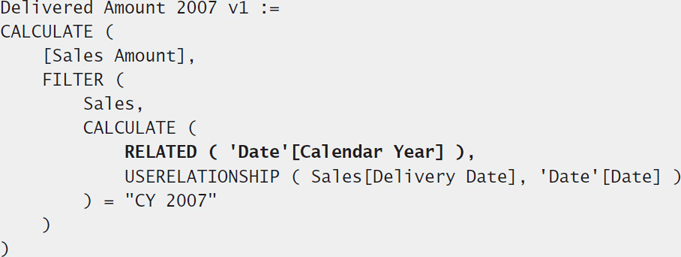 Delivered Amount 2007 v1 :=
CALCULATE (
    [Sales Amount],
    FILTER (
        Sales,
        CALCULATE (
            RELATED ( 'Date'[Calendar Year] ),
            USERELATIONSHIP ( Sales[Delivery Date], 'Date'[Date] )
        ) = "CY 2007"
    )
)